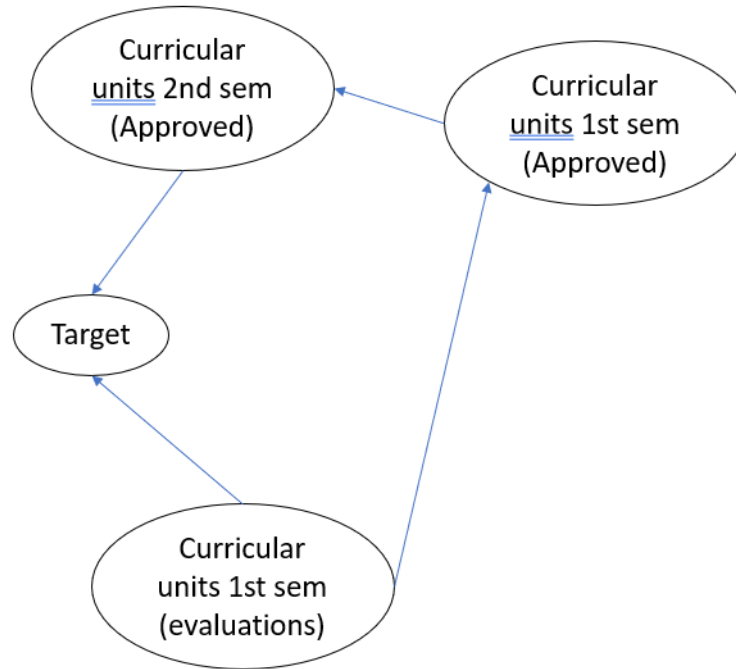 Curricular
units 2nd sem
(Approved)
Curricular
units 1st sem
(Approved)
Target
Curricular
units 1st sem
(evaluations)